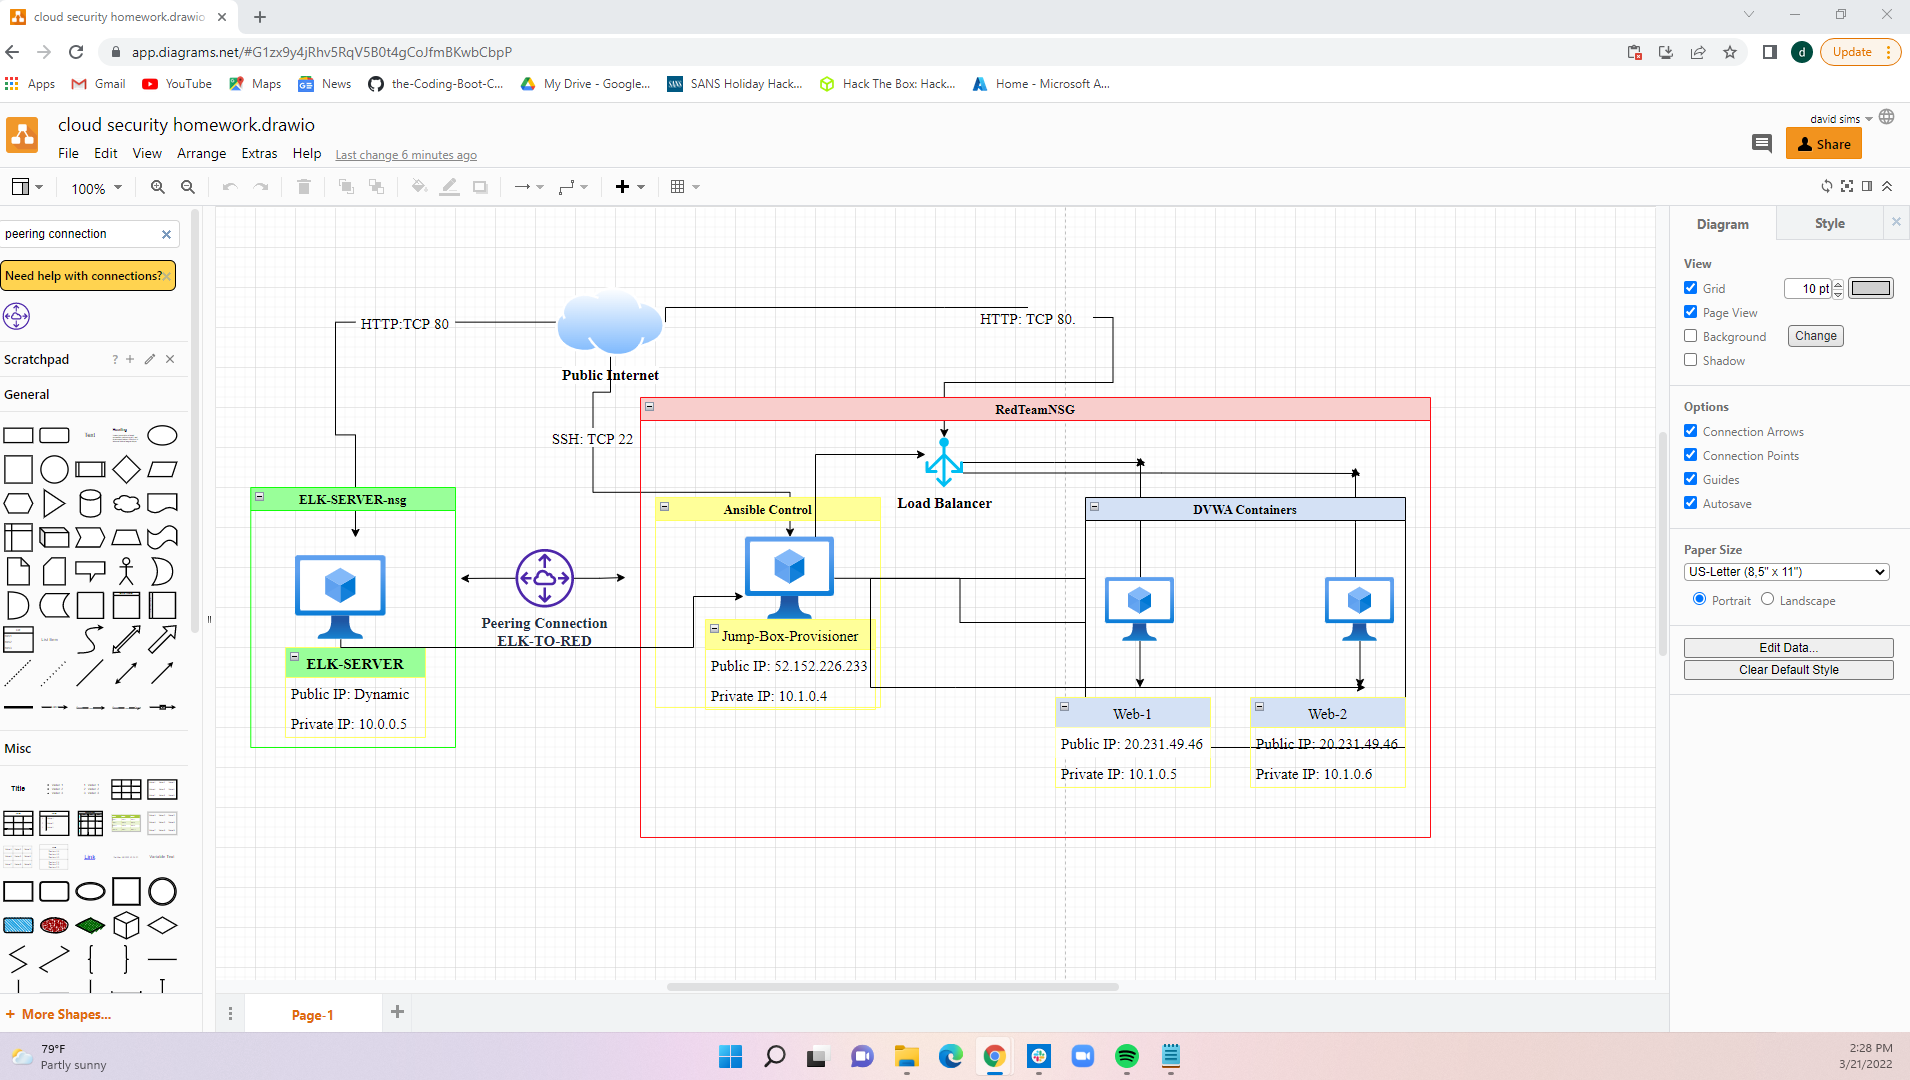 cloud security homework.drawio
app.diagrams.net/#G1zx9y4jRhv5RqV5B0t4gCoJfmBKwbCbpP
d
Update
Apps
Gmail
YouTube
Maps
News
the-Coding-Boot-C...
My Drive - Google...
SANS Holiday Hack...
Hack The Box: Hack...
Home - Microsoft A...
cloud security homework.drawio
david sims
File
Edit
View
Arrange
Extras
Help
Last change 6 minutes ago
Share
100%
peering connection
Need help with connections?
Scratchpad
?
General
Text
Heading
List Item
Misc
Title
Link
Variable Text
+ More Shapes...
HTTP:TCP 80
Public Internet
HTTP: TCP 80.
SSH: TCP 22
RedTeamNSG
ELK-SERVER-nsg
Ansible Control
Load Balancer
DVWA Containers
Peering Connection
ELK-TO-RED
ELK-SERVER
Public IP: Dynamic
Private IP: 10.0.0.5
Jump-Box-Provisioner
Public IP: 52.152.226.233
Private IP: 10.1.0.4
Web-1
Public IP: 20.231.49.46
Private IP: 10.1.0.5
Web-2
Public IP: 20.231.49.46
Private IP: 10.1.0.6
Diagram
Style
View
Grid
10 pt
Page View
Background
Change
Shadow
Options
Connection Arrows
Connection Points
Guides
Autosave
Paper Size
US-Letter (8,5" x 11")
Portrait
Landscape
Edit Data...
Clear Default Style
Page-1
79°F
Partly sunny
2:28 PM
3/21/2022